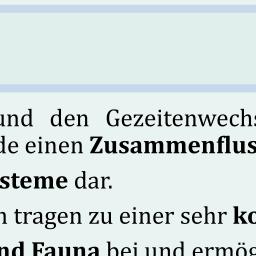 und den Gezeitenwechs
de einen Zusammenflus
steme dar.
n tragen zu einer sehr ko
nd Fauna bei und ermög